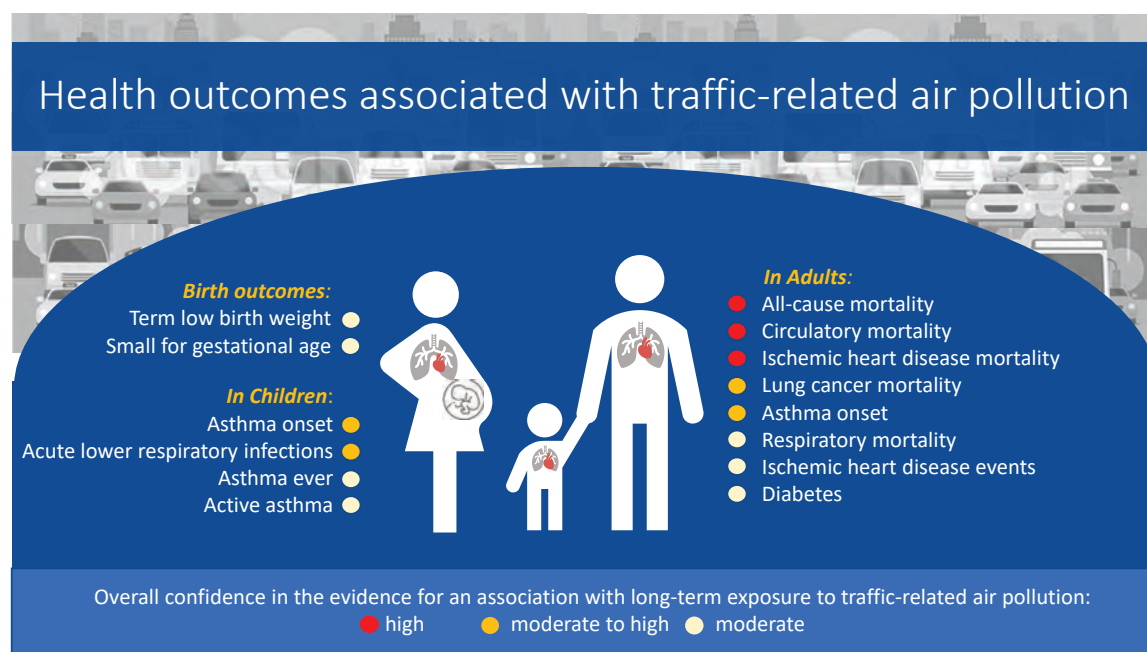 Health outcomes associated with traffic-related air pollution
Birth outcomes:
Term low birth weight
Small for gestational age
In Children:
Asthma onset
Acute lower respiratory infections
Asthma ever
Active asthma
In Adults:
All-cause mortality
Circulatory mortality
Ischemic heart disease mortality
Lung cancer mortality
Asthma onset
Respiratory mortality
Ischemic heart disease events
Diabetes
Overall confidence in the evidence for an association with long-term exposure to traffic-related air pollution:
high moderate to high moderate